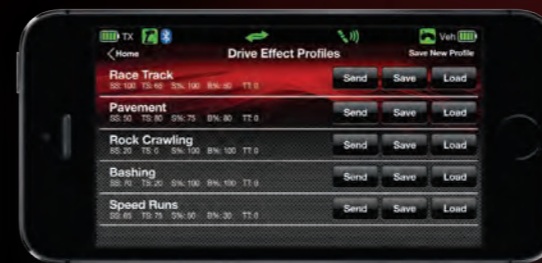 TX Veh
Home Drive Effect Profiles Save New Profile
Race Track Send Save Load
SS: 100 TS: 60 S%: 100 B%: 50 TT: 0
Pavement Send Save Load
SS: 50 TS: 80 S%: 75 B%: 80 TT: 0
Rock Crawling Send Save Load
SS: 20 TS: 0 S%: 100 B%: 100 TT: 0
Bashing Send Save Load
SS: 70 TS: 20 S%: 100 B%: 100 TT: 0
Speed Runs Send Save Load
SS: 65 TS: 75 S%: 50 B%: 30 TT: 0